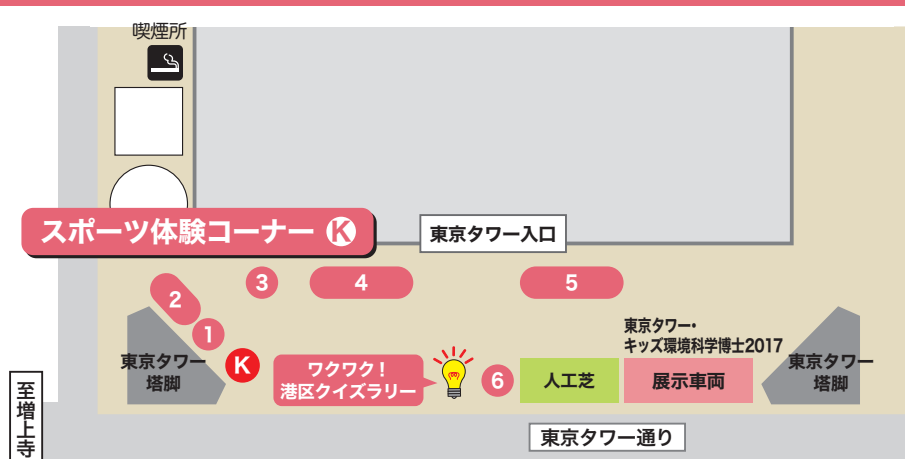 喫煙所
スポーツ体験コーナー K
東京タワー入口
3
4
5
2
1
東京タワー
塔脚
K
ワクワク！
港区クイズラリー
6
人工芝
東京タワー・
キッズ環境科学博士2017
展示車両
東京タワー
塔脚
至増上寺
東京タワー通り